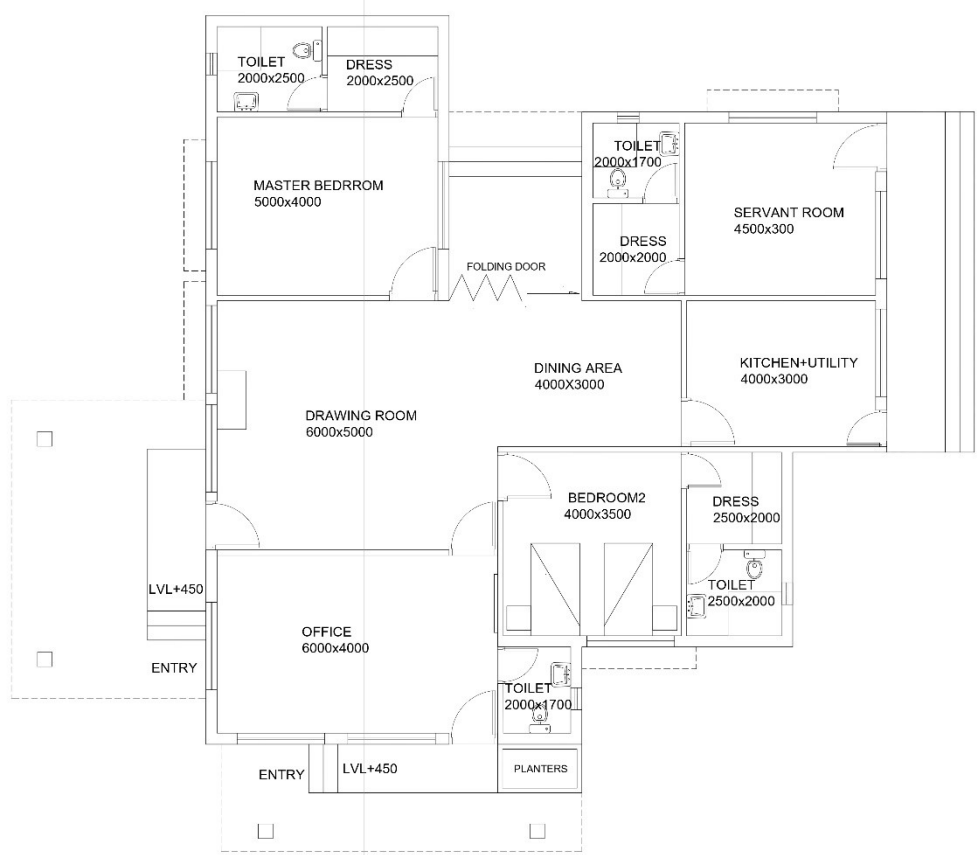 TOILET
2000x2500
DRESS
2000x2500
TOILET
2000x1700
MASTER BEDRROM
5000x4000
SERVANT ROOM
4500x300
DRESS
2000x2000
FOLDING DOOR
DINING AREA
4000X3000
KITCHEN+UTILITY
4000x3000
DRAWING ROOM
6000x5000
BEDROOM2
4000x3500
DRESS
2500x2000
LVL+450
TOILET
2500x2000
OFFICE
6000x4000
ENTRY
TOILET
2000x1700
ENTRY
LVL+450
PLANTERS